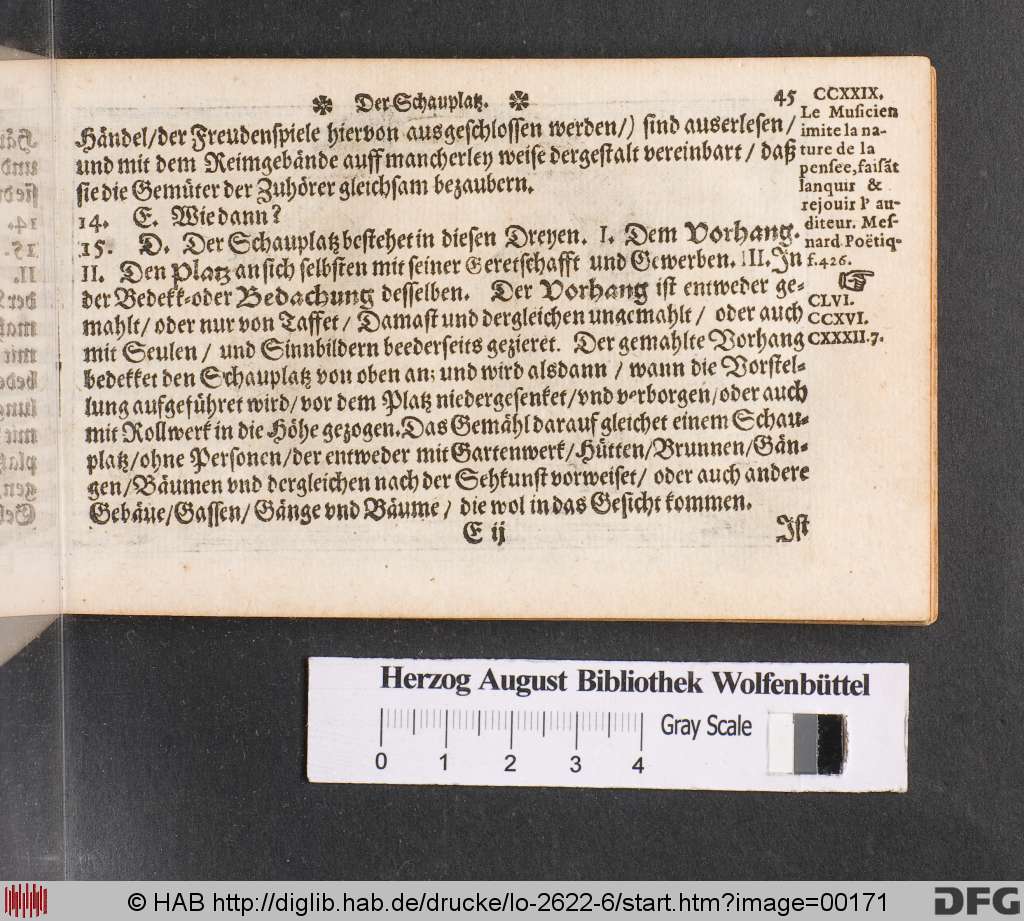 ✼ Der Schauplatz. ✼ 45
Händel/der Freudenspiele hiervon ausgeschlossen werden/) sind auserlesen/
und mit dem Reimgebände auff mancherley weise dergestalt vereinbart/ daß
sie die Gemüter der Zuhörer gleichsam bezaubern.
14. E. Wie dann?
15. D. Der Schauplatz bestehet in diesen Dreyen. I. Dem Vorhang.
II. Den Platz an sich selbsten mit seiner Geretschafft und Gewerben. III. In
der Bedekk-oder Bedachung desselben. Der Vorhang ist entweder ge-
mahlt/ oder nur von Taffet/ Damast und dergleichen ungemahlt/ oder auch
mit Seulen/ und Sinnbildern beederseits gezieret. Der gemahlte Vorhang
bedekket den Schauplatz von oben an; und wird alsdann/ wann die Vorstel-
lung aufgeführet wird/ vor dem Platz niedergesenket/vnd verborgen/oder auch
mit Rollwerk in die Höhe gezogen. Das Gemähl darauf gleichet einem Schau-
platz/ohne Personen/der entweder mit Gartenwerk/Hütten/Brunnen/Gän-
gen/Bäumen vnd dergleichen nach der Sehkunst vorweiset/ oder auch andere
Gebäue/Gassen/Gänge vnd Bäume/ die wol in das Gesicht kommen.
E ij Ist
CCXXIX.
Le Musicien
imite la na-
ture de la
pensee, faisãt
lanquir &
rejouir l' au-
diteur. Mes-
nard Poëtiq.
f. 426.
CLVI.
CCXVI.
CXXXII. 7.
Herzog August Bibliothek Wolfenbüttel
0 1 2 3 4
Gray Scale
© HAB http://diglib.hab.de/drucke/lo-2622-6/start.htm?image=00171
DFG